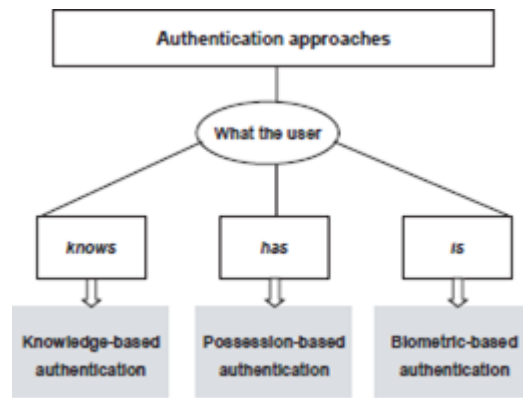 Authentication approaches
What the user
knows
has
is
Knowledge-based
authentication
Possession-based
authentication
Biometric-based
authentication